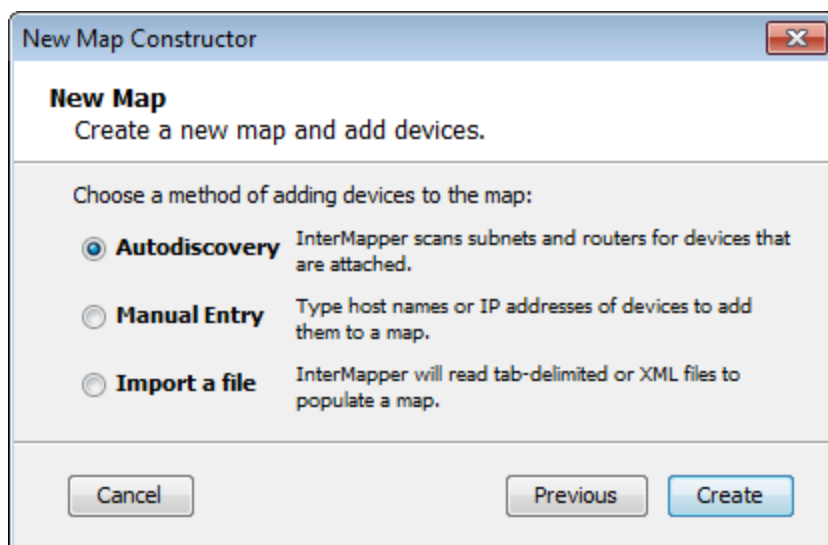 New Map Constructor
New Map
Create a new map and add devices.
Choose a method of adding devices to the map:
Autodiscovery InterMapper scans subnets and routers for devices that
are attached.
Manual Entry Type host names or IP addresses of devices to add
them to a map.
Import a file InterMapper will read tab-delimited or XML files to
populate a map.
Cancel Previous Create